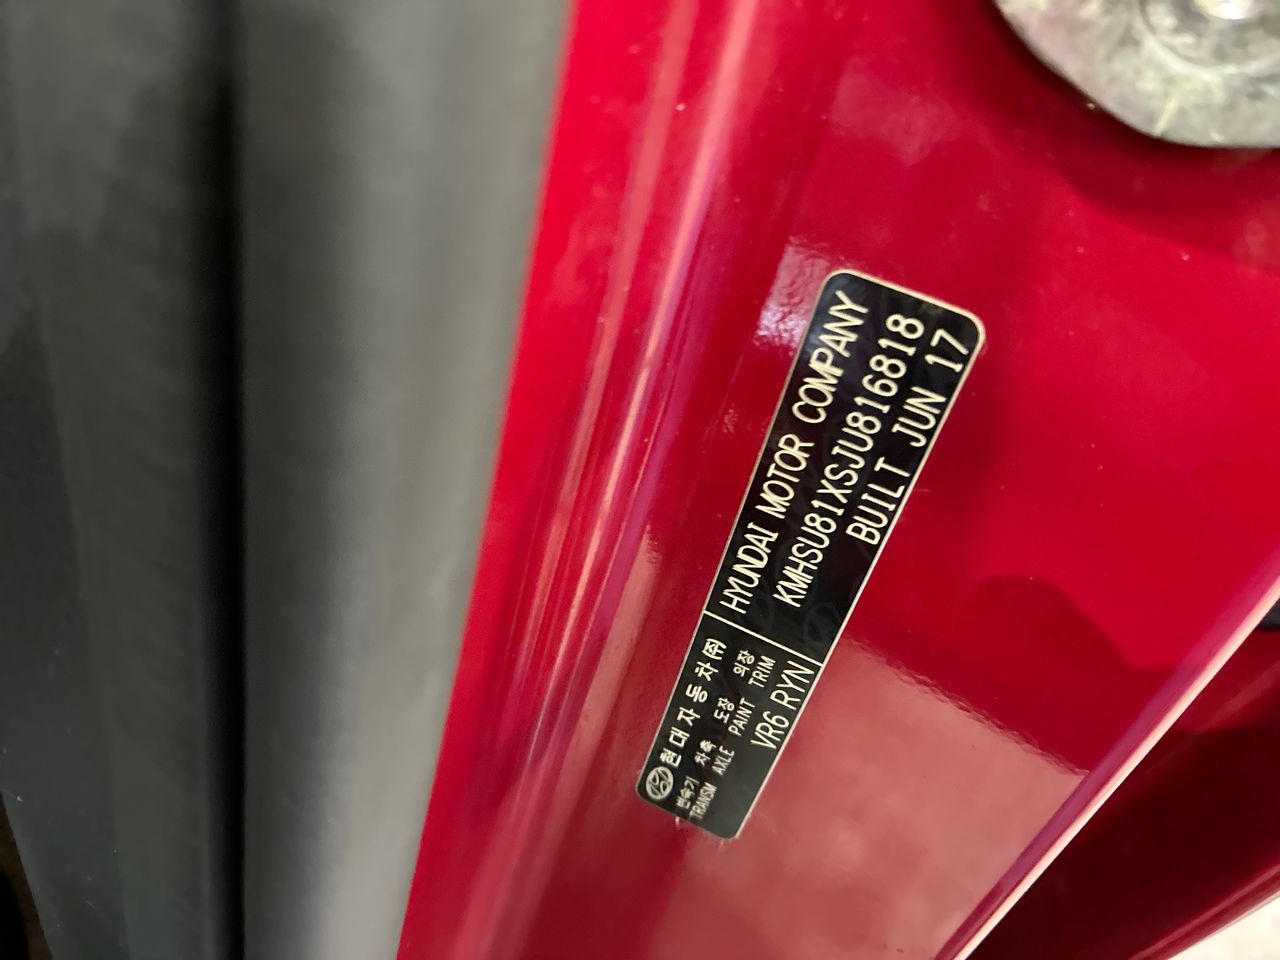 현대자동차(주)
HYUNDAI MOTOR COMPANY
변속기 차축 도장 외장
TRANSM AXLE PAINT TRIM
KMHSU81XSJU816818
VR6 RYN
BUILT JUN 17